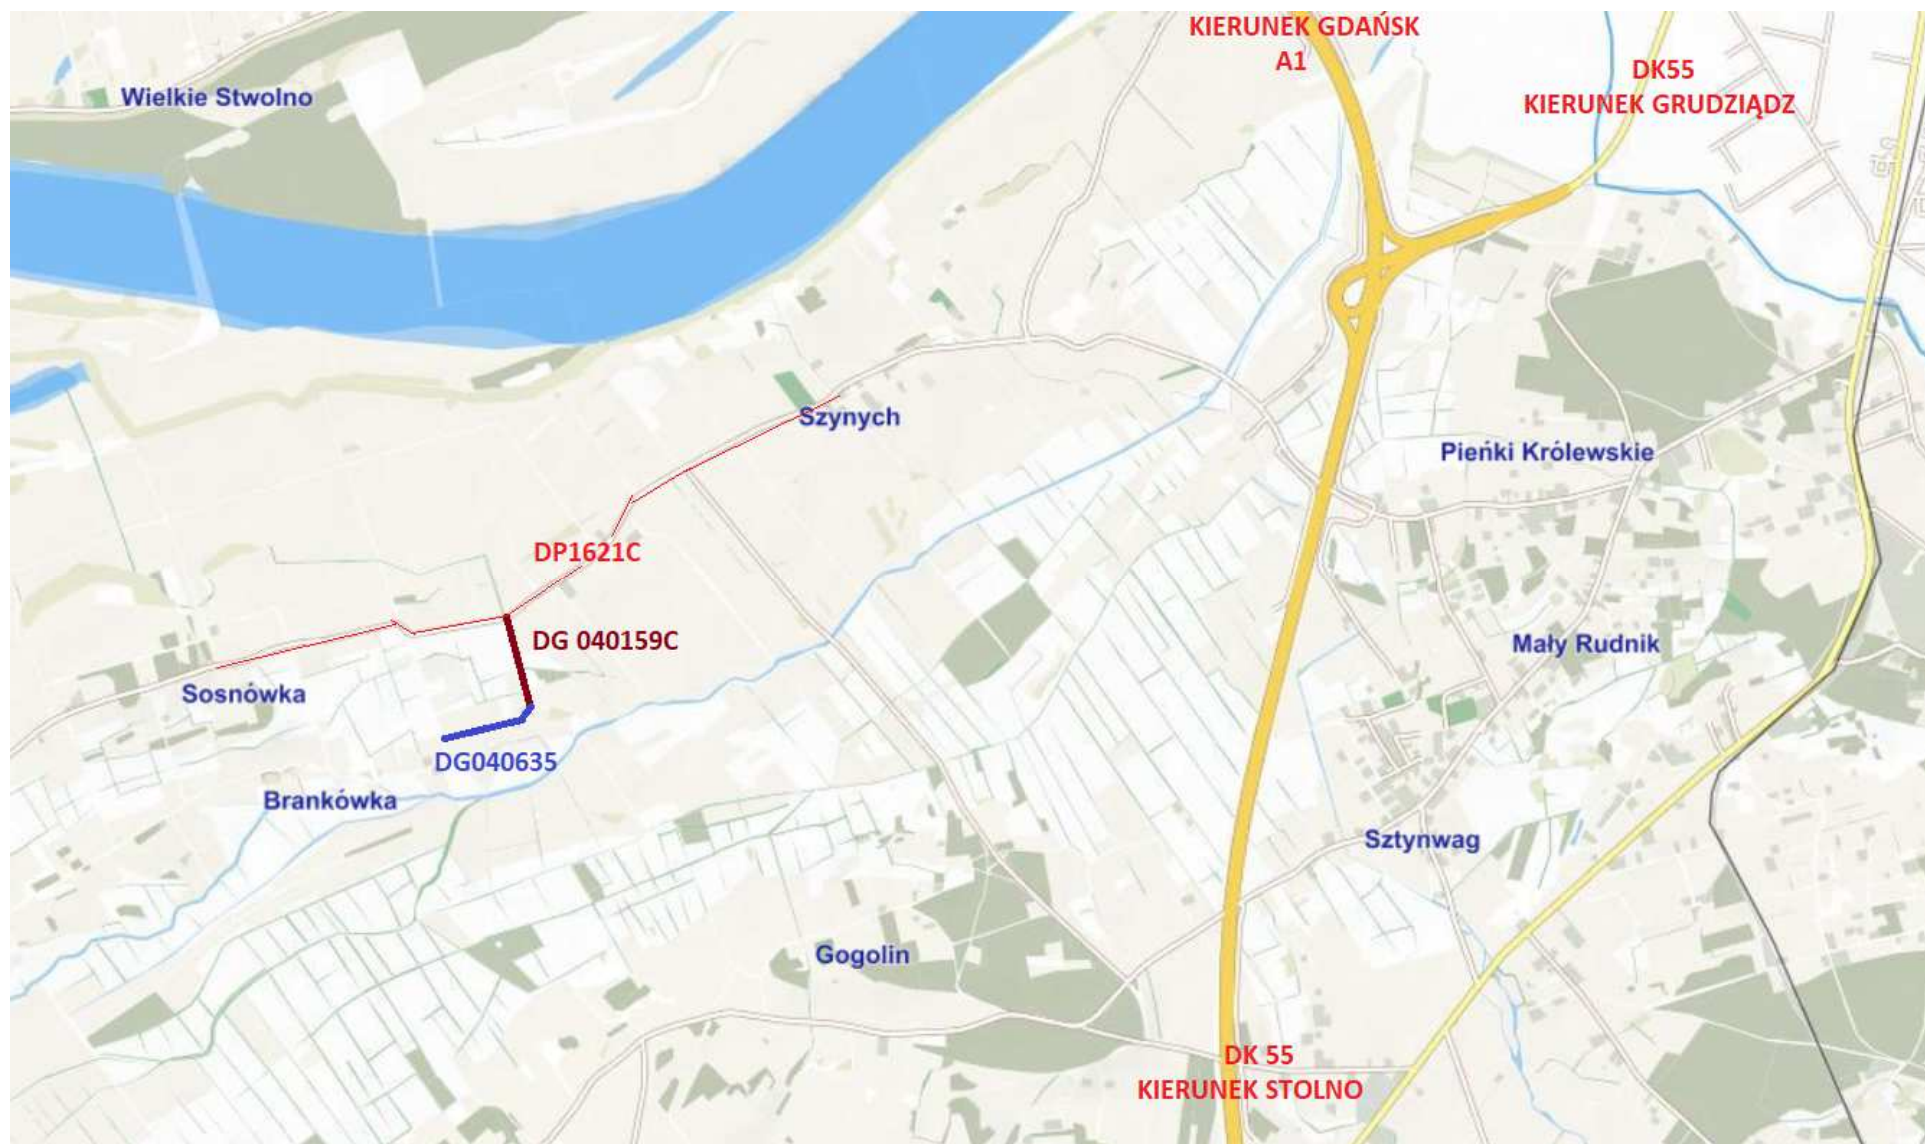 KIERUNEK GDAŃSK
A1
DK55
KIERUNEK GRUDZIĄDZ
Wielkie Stwolno
Szynych
Pieńki Królewskie
DP1621C
DG 040159C
Mały Rudnik
Sosnówka
DG040635
Brankówka
Sztynwag
Gogolin
DK 55
KIERUNEK STOLNO